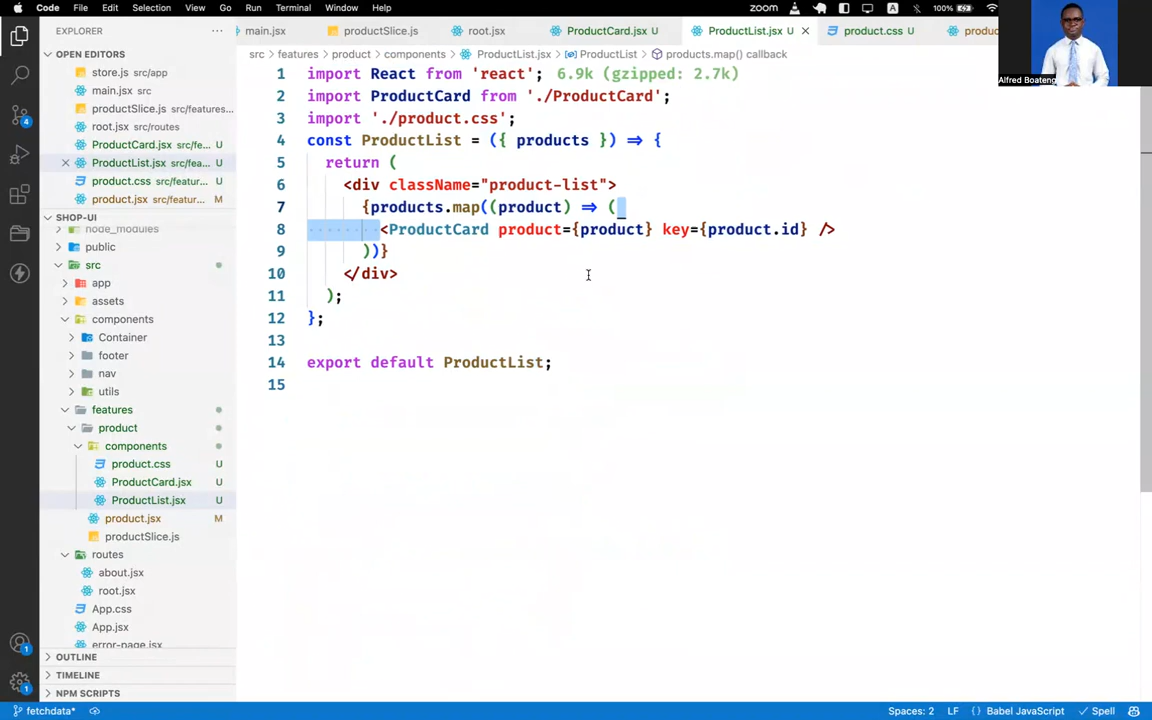 Code File Edit Selection View Go Run Terminal Window Help zoom A 100%
EXPLORER
main.jsx productSlice.js root.jsx ProductCard.jsx U ProductList.jsx U product.css U produ
src > features > product > components > ProductList.jsx > ProductList > products.map() callback
Alfred Boateng
OPEN EDITORS
store.js src/app
main.jsx src
productSlice.js src/features...
root.jsx src/routes
ProductCard.jsx src/fe... U
ProductList.jsx src/fea... U
product.css src/featur... U
product.jsx src/featur... M
SHOP-UI
node_modules
public
src
app
assets
components
Container
footer
nav
utils
features
product
components
product.css U
ProductCard.jsx U
ProductList.jsx U
product.jsx M
productSlice.js
routes
about.jsx
root.jsx
App.css
App.jsx
error-page.jsx
OUTLINE
TIMELINE
NPM SCRIPTS
4
1
1
1 import React from 'react'; 6.9k (gzipped: 2.7k)
2 import ProductCard from './ProductCard';
3 import './product.css';
4 const ProductList = ({ products }) => {
5 return (
6 <div className="product-list">
7 {products.map((product) => (
8 <ProductCard product={product} key={product.id} />
9 ))}
10 </div>
11 );
12 };
13
14 export default ProductList;
15
fetchdata* Spaces: 2 LF {} Babel JavaScript Spell